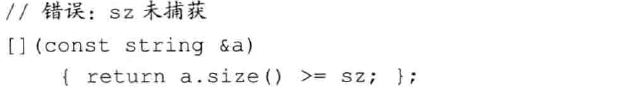 // 错误：sz 未捕获
[](const string &a)
    { return a.size() >= sz; };